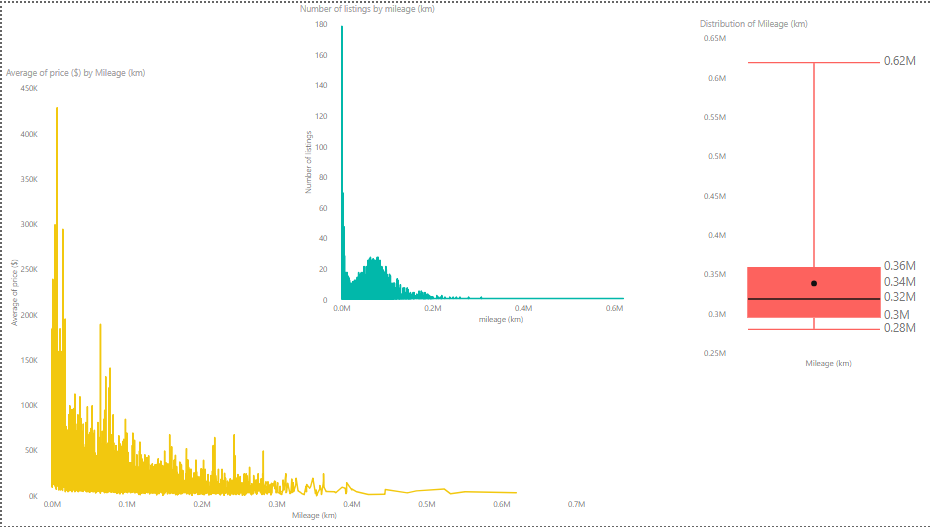 Number of listings by mileage (km)
180
160
140
120
100
80
60
40
20
0
Number of listings
0.0M 0.2M 0.4M 0.6M
mileage (km)
Distribution of Mileage (km)
0.65M
0.6M
0.55M
0.5M
0.45M
0.4M
0.35M
0.3M
0.25M
0.62M
0.36M
0.34M
0.32M
0.3M
0.28M
Mileage (km)
Average of price ($) by Mileage (km)
450K
400K
350K
300K
250K
200K
150K
100K
50K
0K
Average of price ($)
0.0M 0.1M 0.2M 0.3M 0.4M 0.5M 0.6M 0.7M
Mileage (km)